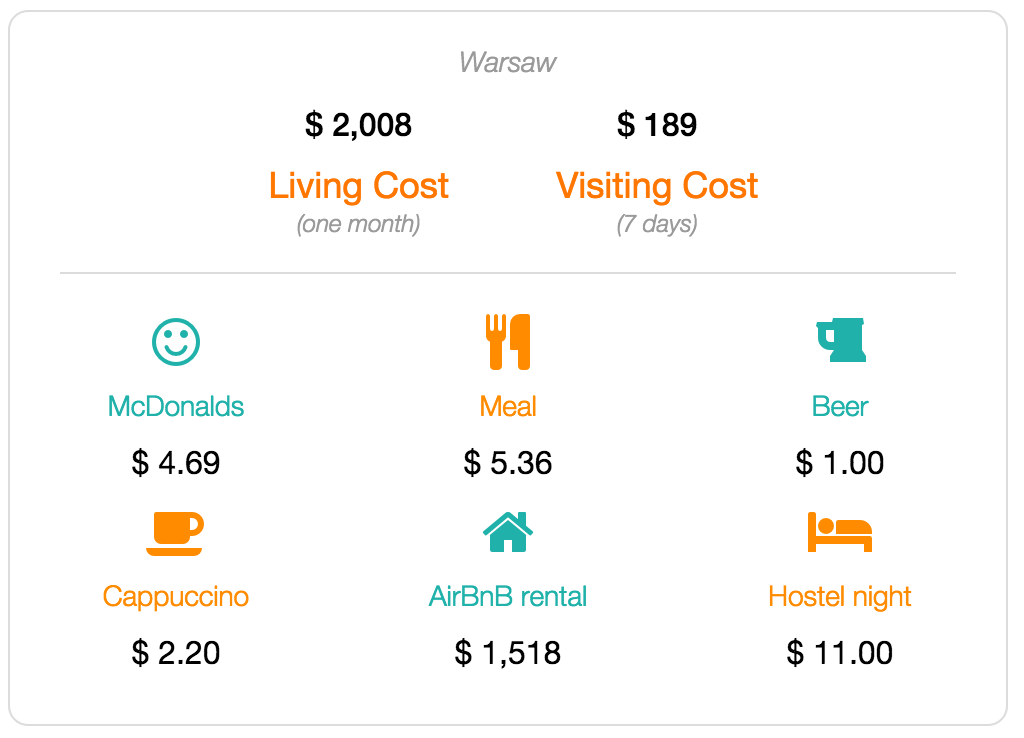 Warsaw
$ 2,008 $ 189
Living Cost Visiting Cost
(one month) (7 days)
McDonalds Meal Beer
$ 4.69 $ 5.36 $ 1.00
Cappuccino AirBnB rental Hostel night
$ 2.20 $ 1,518 $ 11.00